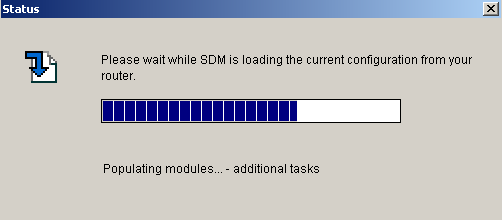 Status
Please wait while SDM is loading the current configuration from your
router.
Populating modules... - additional tasks